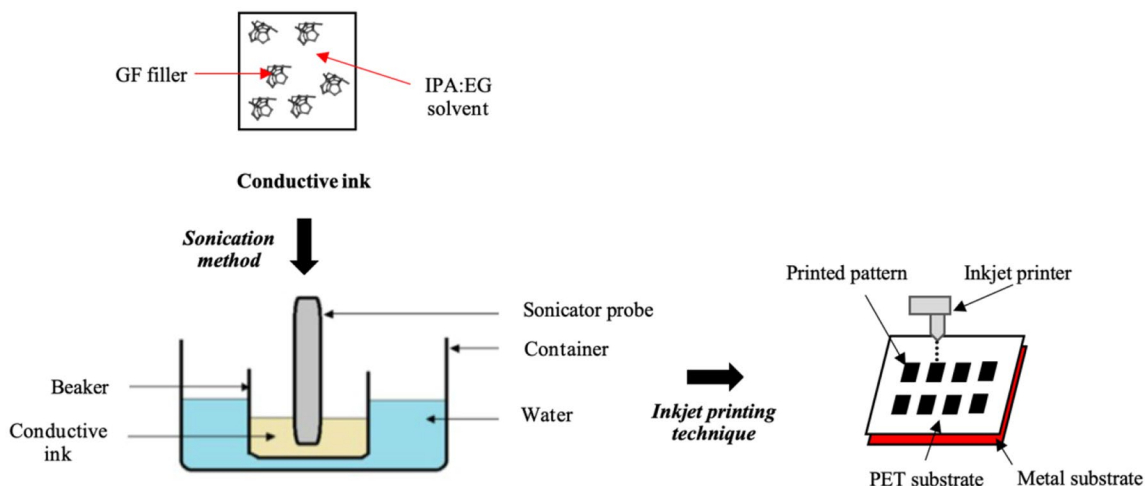 GF filler
IPA:EG
solvent
Conductive ink
Sonication
method
Sonicator probe
Container
Beaker
Water
Conductive
ink
Inkjet printing
technique
Printed pattern
Inkjet printer
PET substrate
Metal substrate